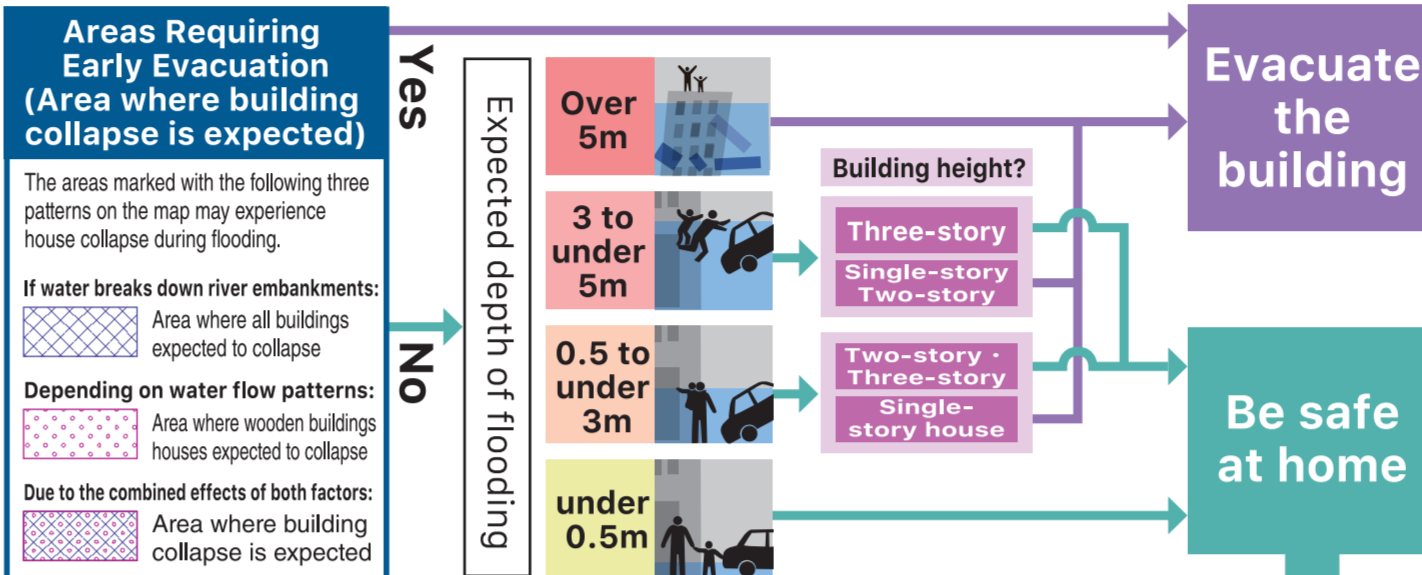 Areas Requiring
Early Evacuation
(Area where building
collapse is expected)
The areas marked with the following three
patterns on the map may experience
house collapse during flooding.
If water breaks down river embankments:
Area where all buildings
expected to collapse
Depending on water flow patterns:
Area where wooden buildings
houses expected to collapse
Due to the combined effects of both factors:
Area where building
collapse is expected
Yes
No
Expected depth of flooding
Over
5m
3 to
under
5m
0.5 to
under
3m
under
0.5m
Building height?
Three-story
Single-story
Two-story
Two-story ·
Three-story
Single-
story house
Evacuate
the
building
Be safe
at home